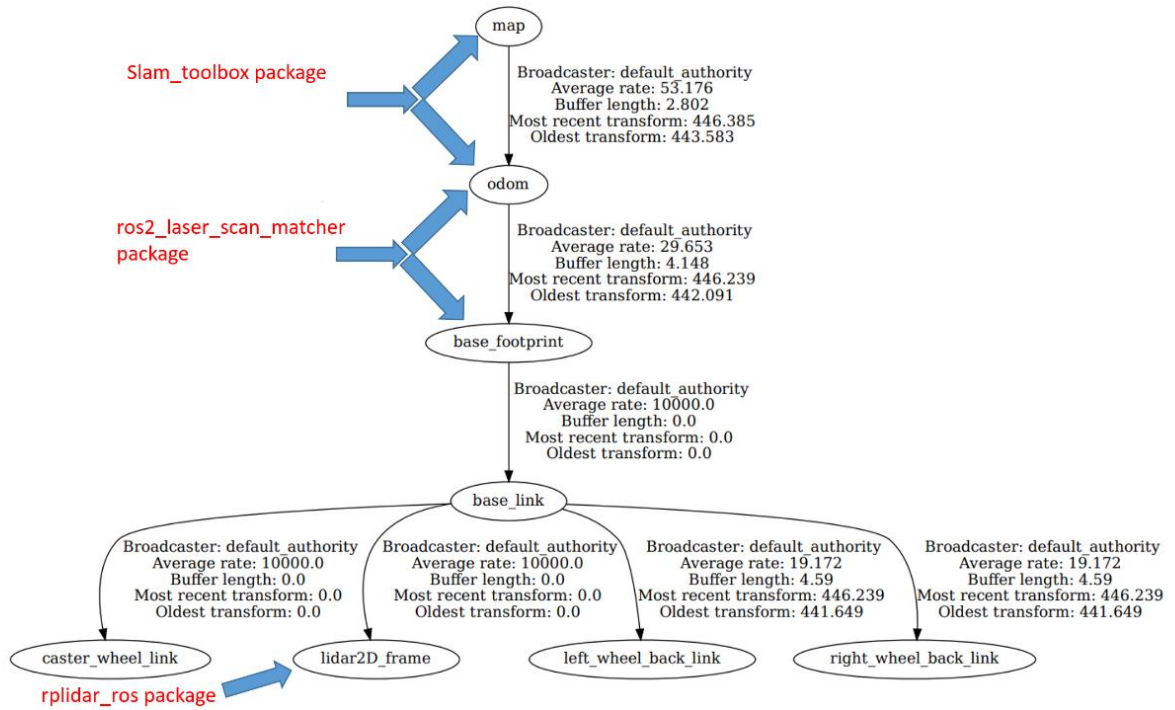 map
Slam_toolbox package
Broadcaster: default_authority
Average rate: 53.176
Buffer length: 2.802
Most recent transform: 446.385
Oldest transform: 443.583
odom
ros2_laser_scan_matcher
package
Broadcaster: default_authority
Average rate: 29.653
Buffer length: 4.148
Most recent transform: 446.239
Oldest transform: 442.091
base_footprint
Broadcaster: default_authority
Average rate: 10000.0
Buffer length: 0.0
Most recent transform: 0.0
Oldest transform: 0.0
base_link
Broadcaster: default_authority
Average rate: 10000.0
Buffer length: 0.0
Most recent transform: 0.0
Oldest transform: 0.0
Broadcaster: default_authority
Average rate: 10000.0
Buffer length: 0.0
Most recent transform: 0.0
Oldest transform: 0.0
Broadcaster: default_authority
Average rate: 19.172
Buffer length: 4.59
Most recent transform: 446.239
Oldest transform: 441.649
Broadcaster: default_authority
Average rate: 19.172
Buffer length: 4.59
Most recent transform: 446.239
Oldest transform: 441.649
caster_wheel_link
lidar2D_frame
left_wheel_back_link
right_wheel_back_link
rplidar_ros package